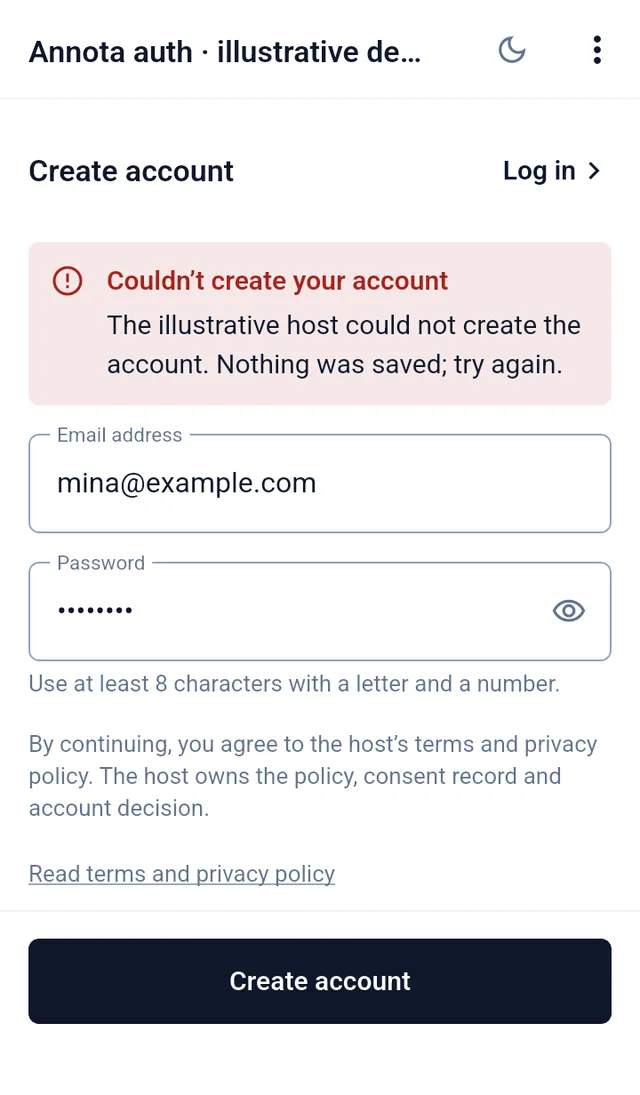 Annota auth · illustrative de…
Create account
Log in
Couldn’t create your account
The illustrative host could not create the
account. Nothing was saved; try again.
Email address
mina@example.com
Password
••••••••
Use at least 8 characters with a letter and a number.
By continuing, you agree to the host’s terms and privacy
policy. The host owns the policy, consent record and
account decision.
Read terms and privacy policy
Create account